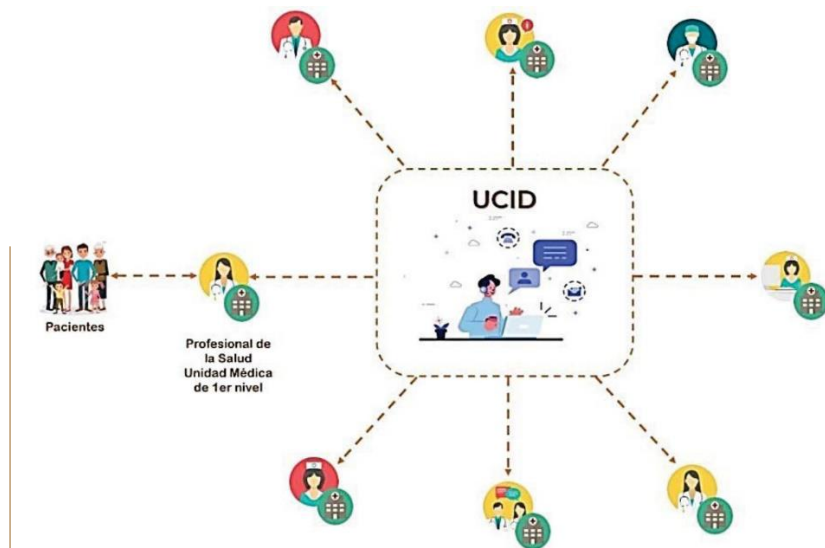 UCID
Pacientes
Profesional de
la Salud
Unidad Médica
de 1er nivel